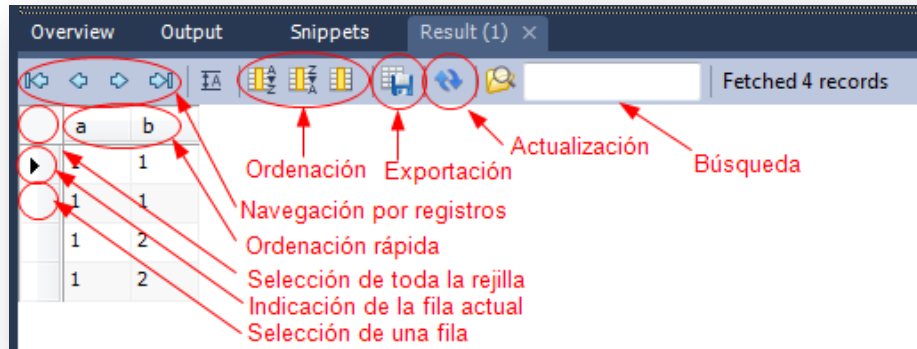 Overview Output Snippets Result (1) ×
Fetched 4 records
a b
1 1
1 1
1 2
1 2
Ordenación
Exportación
Actualización
Búsqueda
Navegación por registros
Ordenación rápida
Selección de toda la rejilla
Indicación de la fila actual
Selección de una fila